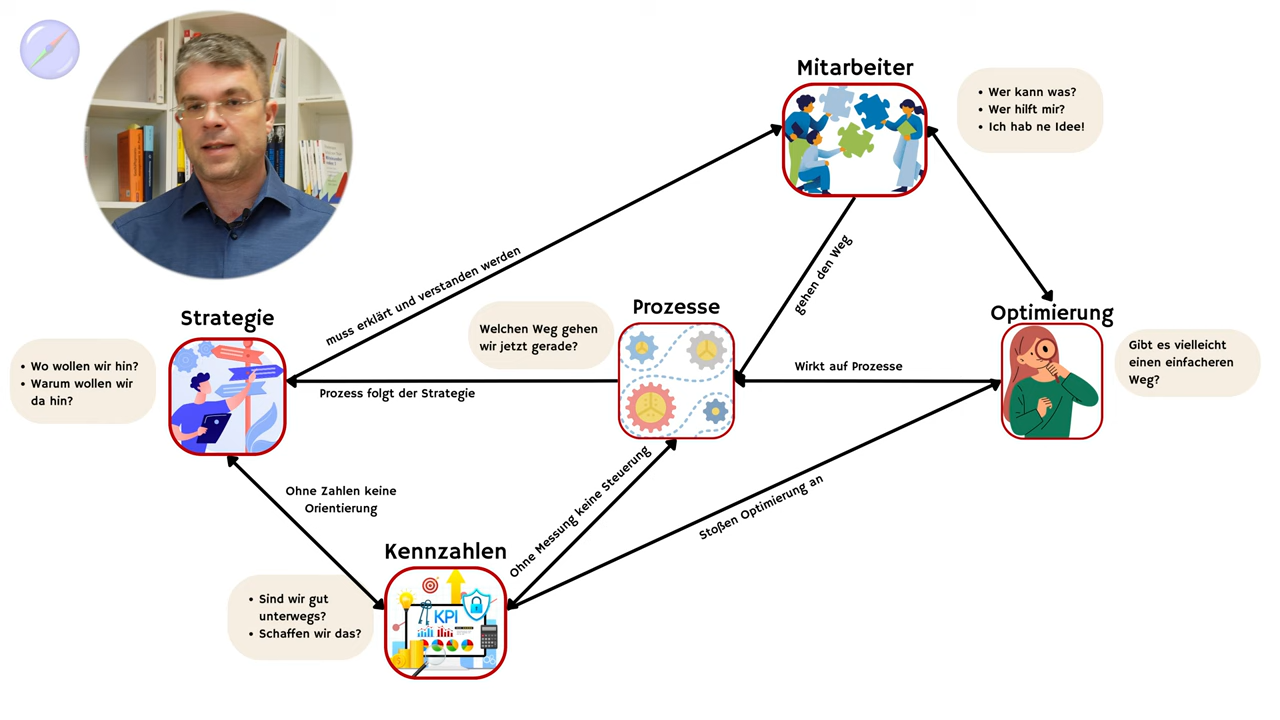 Mitarbeiter
• Wer kann was?
• Wer hilft mir?
• Ich hab ne Idee!
muss erklärt und verstanden werden
gehen den Weg
Strategie
• Wo wollen wir hin?
• Warum wollen wir
da hin?
Welchen Weg gehen
wir jetzt gerade?
Prozesse
Optimierung
Gibt es vielleicht
einen einfacheren
Weg?
Wirkt auf Prozesse
Prozess folgt der Strategie
Ohne Zahlen keine
Orientierung
Ohne Messung keine Steuerung
Stoßen Optimierung an
Kennzahlen
• Sind wir gut
unterwegs?
• Schaffen wir das?
KPI